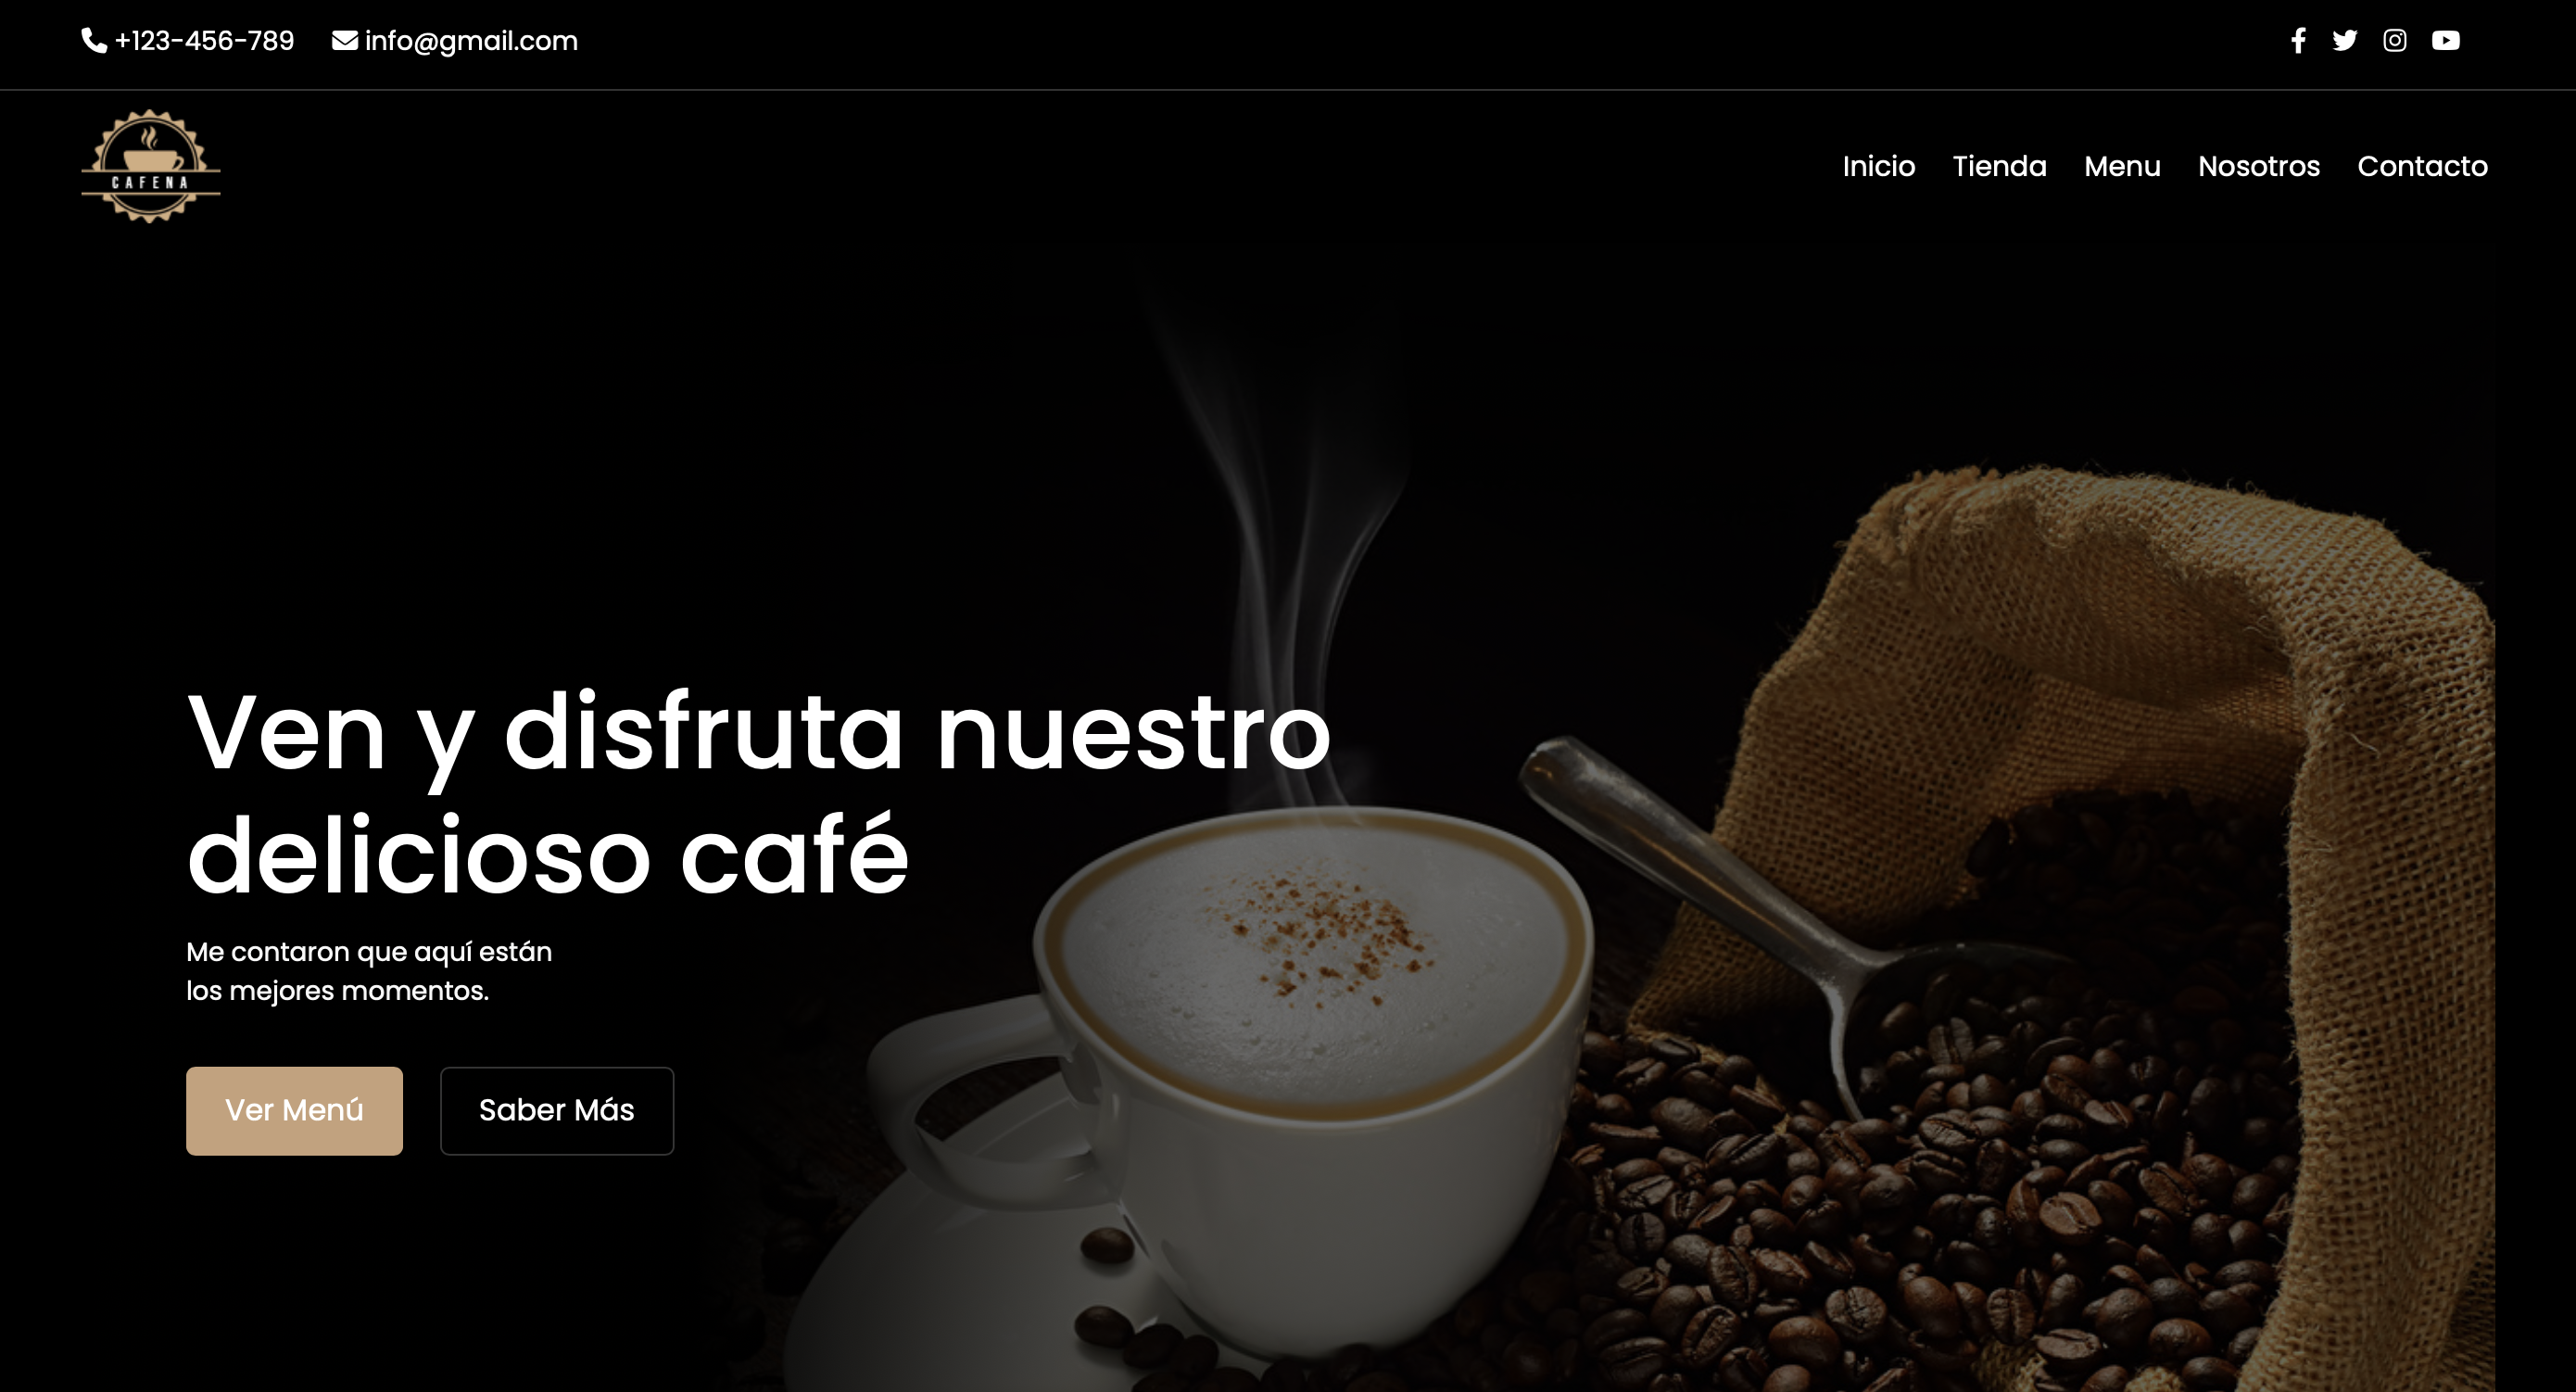 +123-456-789 info@gmail.com
CAFENA
Inicio Tienda Menu Nosotros Contacto
Ven y disfruta nuestro
delicioso café
Me contaron que aquí están
los mejores momentos.
Ver Menú Saber Más